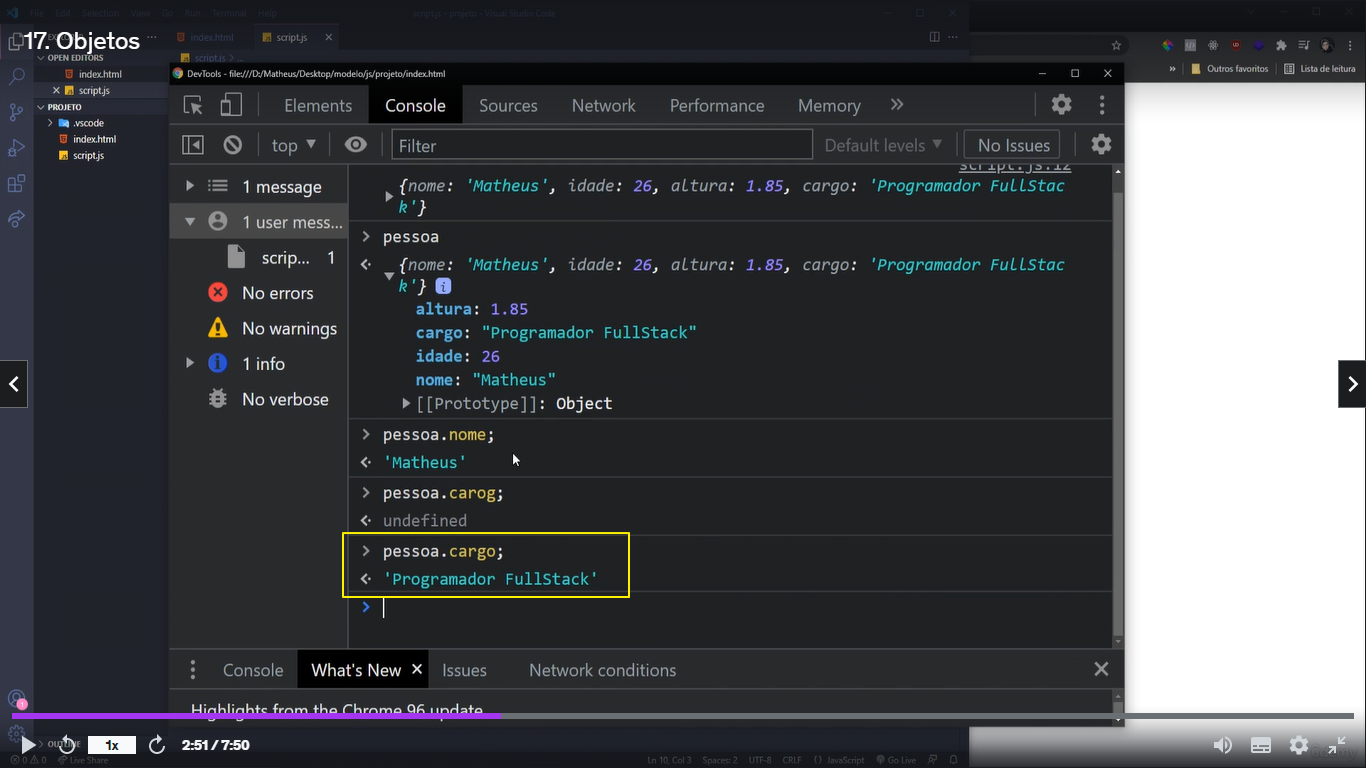 File Edit Selection View Go Run Terminal Help script.js - projeto - Visual Studio Code
17. Objetos
index.html script.js
script.js
OPEN EDITORS
index.html
script.js
PROJETO
.vscode
index.html
script.js
Outros favoritos Lista de leitura
DevTools - file:///D:/Matheus/Desktop/modelo/js/projeto/index.html
Elements Console Sources Network Performance Memory
top Filter Default levels No Issues
script.js:12
1 message
1 user mess...
scrip... 1
No errors
No warnings
1 info
No verbose
{nome: 'Matheus', idade: 26, altura: 1.85, cargo: 'Programador FullStac
k'}
> pessoa
{nome: 'Matheus', idade: 26, altura: 1.85, cargo: 'Programador FullStac
k'} i
altura: 1.85
cargo: "Programador FullStack"
idade: 26
nome: "Matheus"
[[Prototype]]: Object
> pessoa.nome;
'Matheus'
> pessoa.carog;
undefined
> pessoa.cargo;
'Programador FullStack'
>
Console What's New × Issues Network conditions
Highlights from the Chrome 96 update
OUTLINE
1x 2:51 / 7:50
0 0 Live Share Ln 10, Col 3 Spaces: 2 UTF-8 CRLF {} JavaScript Go Live